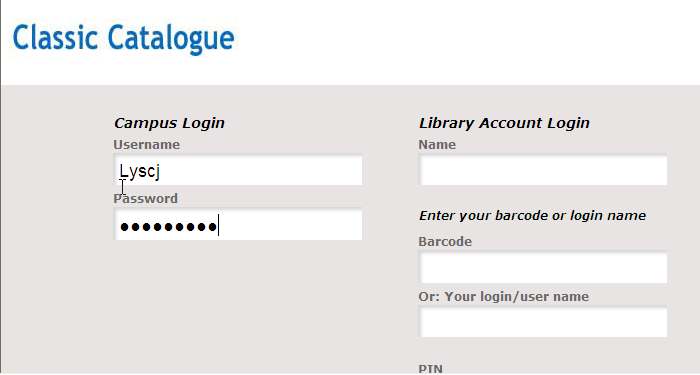 Classic Catalogue
Campus Login
Username
Lyscj
Password
●●●●●●●●●
Library Account Login
Name
Enter your barcode or login name
Barcode
Or: Your login/user name
PIN